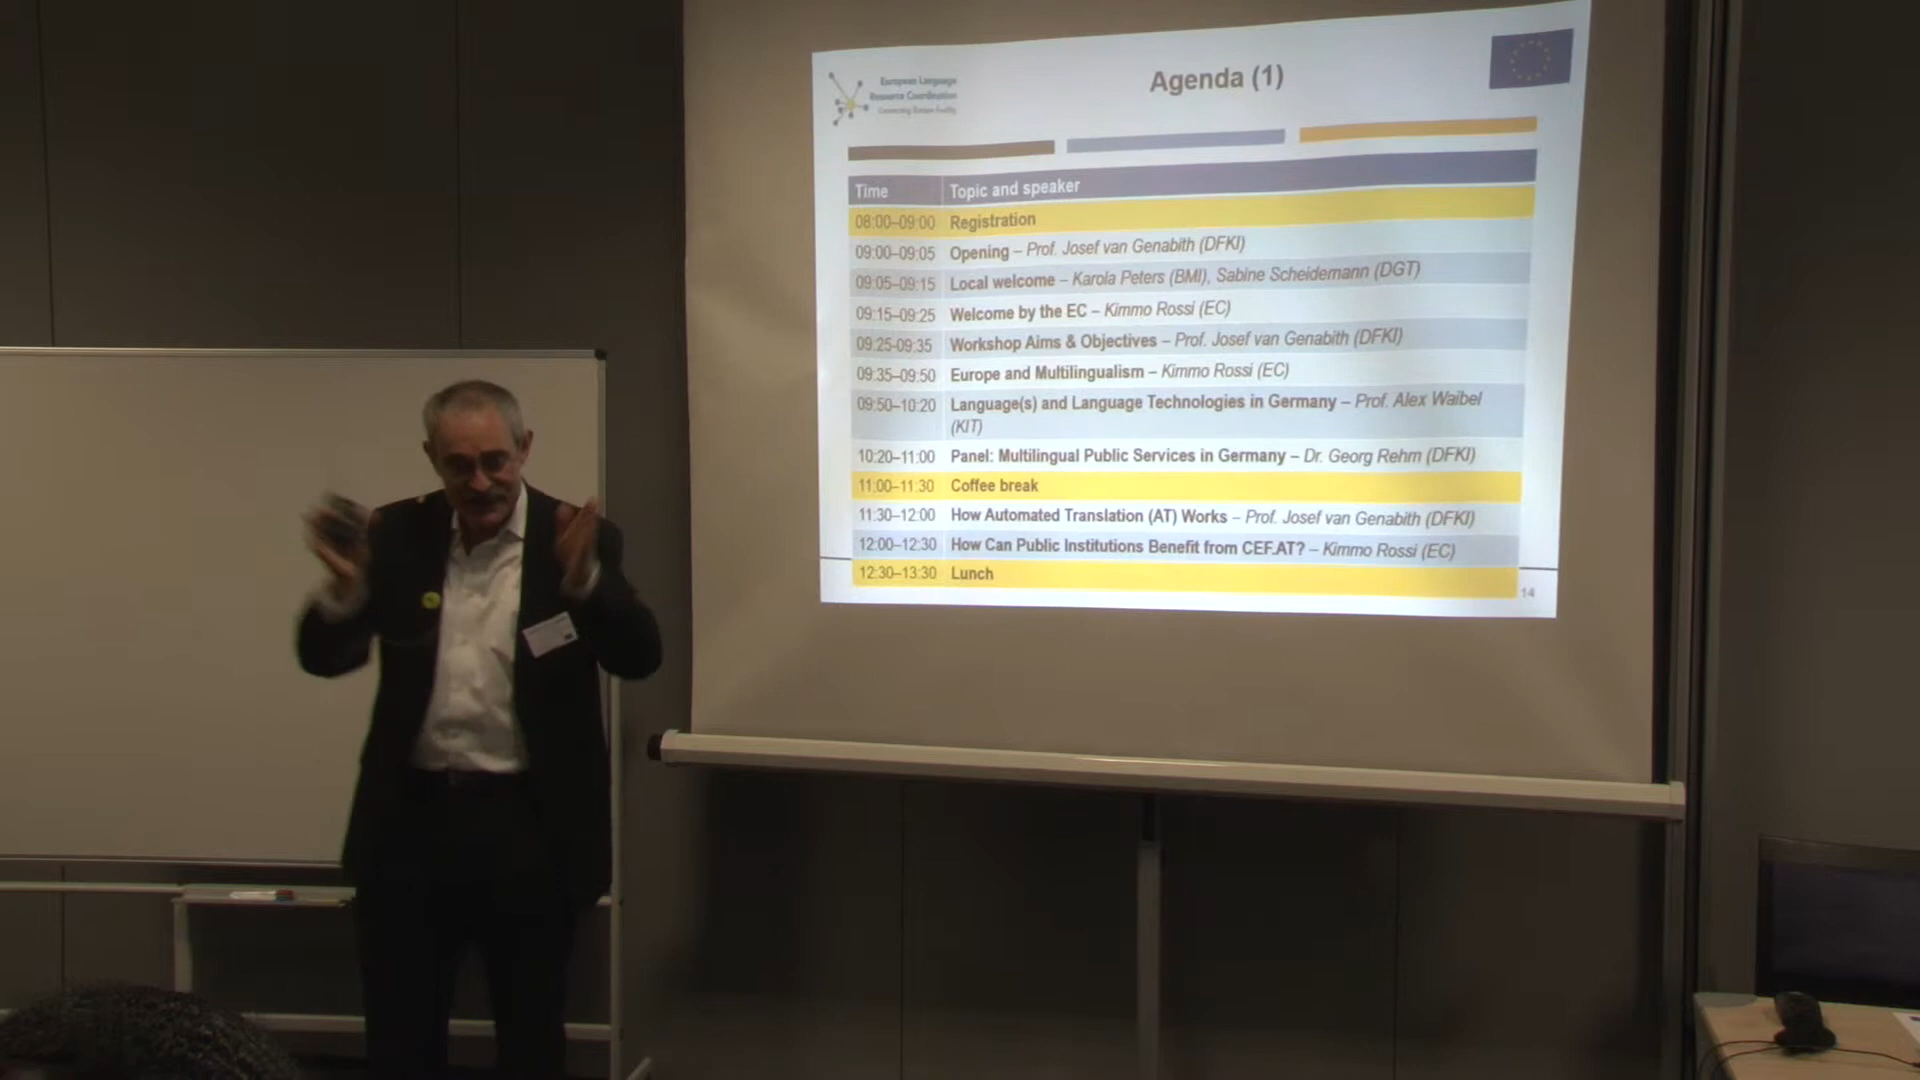 European Language
Resource Coordination
Connecting Europe Facility
Agenda (1)
Time Topic and speaker
08:00–09:00 Registration
09:00–09:05 Opening – Prof. Josef van Genabith (DFKI)
09:05–09:15 Local welcome – Karola Peters (BMI), Sabine Scheidemann (DGT)
09:15–09:25 Welcome by the EC – Kimmo Rossi (EC)
09:25-09:35 Workshop Aims & Objectives – Prof. Josef van Genabith (DFKI)
09:35–09:50 Europe and Multilingualism – Kimmo Rossi (EC)
09:50–10:20 Language(s) and Language Technologies in Germany – Prof. Alex Waibel
(KIT)
10:20–11:00 Panel: Multilingual Public Services in Germany – Dr. Georg Rehm (DFKI)
11:00–11:30 Coffee break
11:30–12:00 How Automated Translation (AT) Works – Prof. Josef van Genabith (DFKI)
12:00–12:30 How Can Public Institutions Benefit from CEF.AT? – Kimmo Rossi (EC)
12:30–13:30 Lunch
14